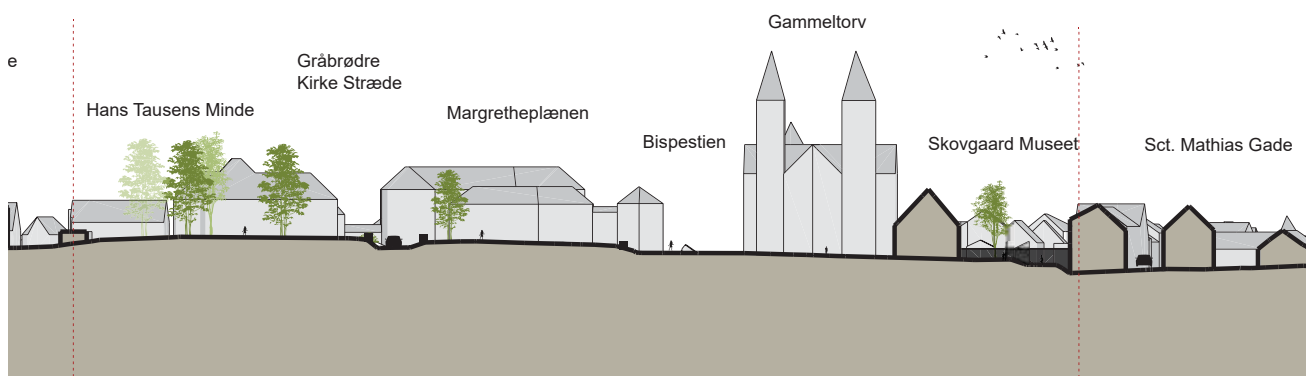 e
Hans Tausens Minde
Gråbrødre
Kirke Stræde
Margretheplænen
Bispestien
Gammeltorv
Skovgaard Museet
Sct. Mathias Gade